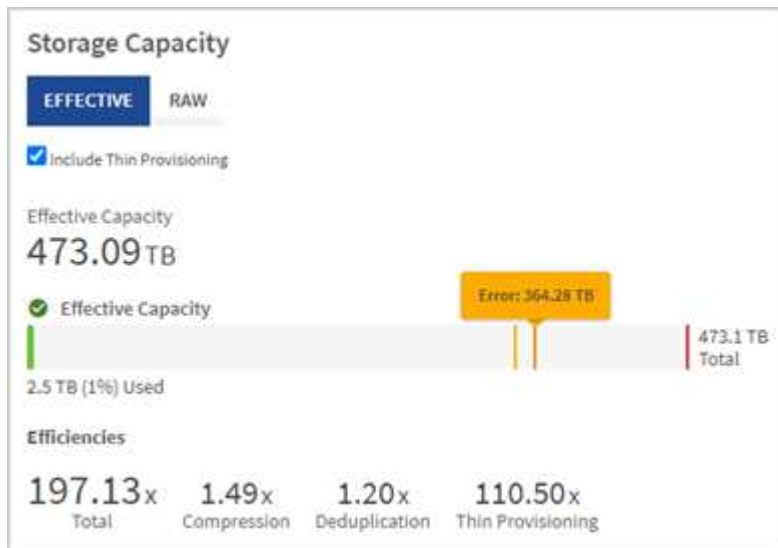 Storage Capacity
EFFECTIVE RAW
Include Thin Provisioning
Effective Capacity
473.09 TB
Error: 364.28 TB
Effective Capacity
473.1 TB
Total
2.5 TB (1%) Used
Efficiencies
197.13x 1.49x 1.20x 110.50x
Total Compression Deduplication Thin Provisioning